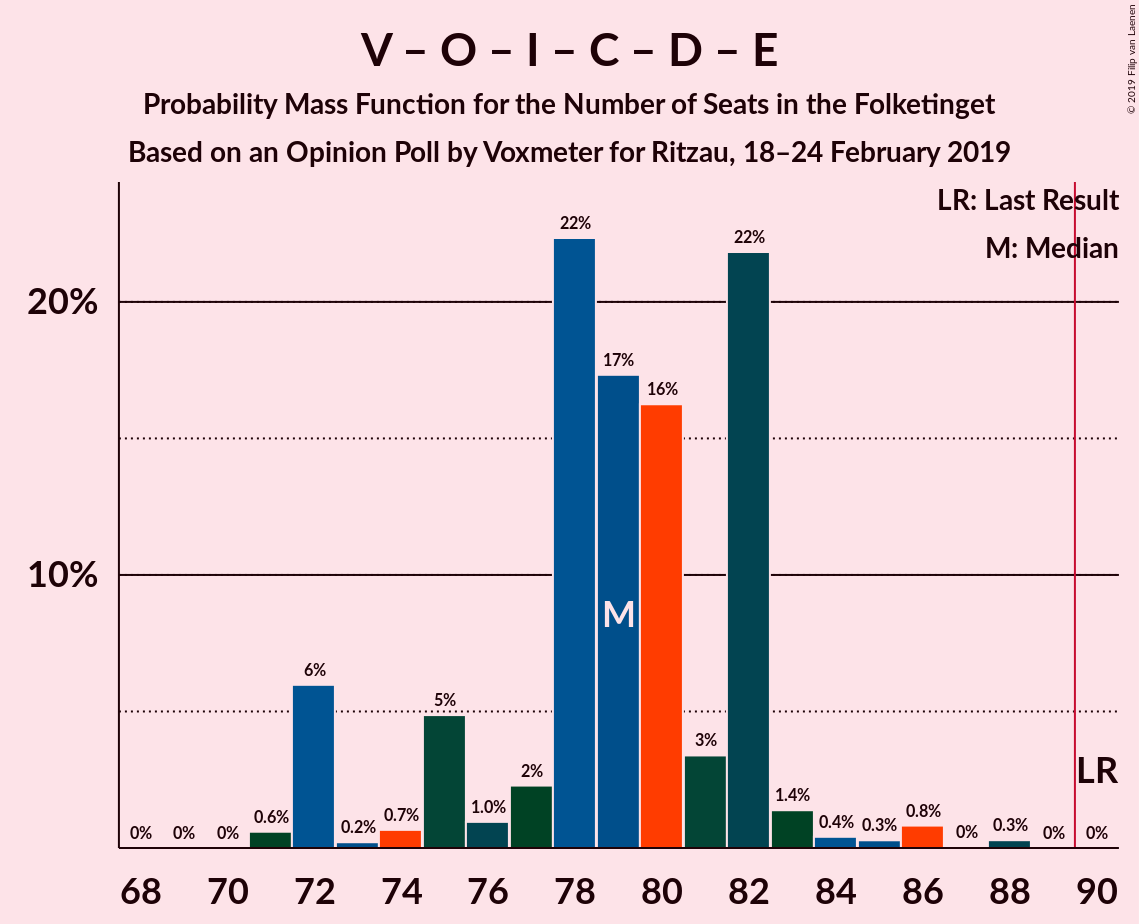 V – O – I – C – D – E
Probability Mass Function for the Number of Seats in the Folketinget
Based on an Opinion Poll by Voxmeter for Ritzau, 18–24 February 2019
© 2019 Filip van Laenen
LR: Last Result
M: Median
20%
10%
0% 0% 0% 0.6% 6% 0.2% 0.7% 5% 1.0% 2% 22% 17% 16% 3% 22% 1.4% 0.4% 0.3% 0.8% 0% 0.3% 0% 0%
M
LR
68 70 72 74 76 78 80 82 84 86 88 90